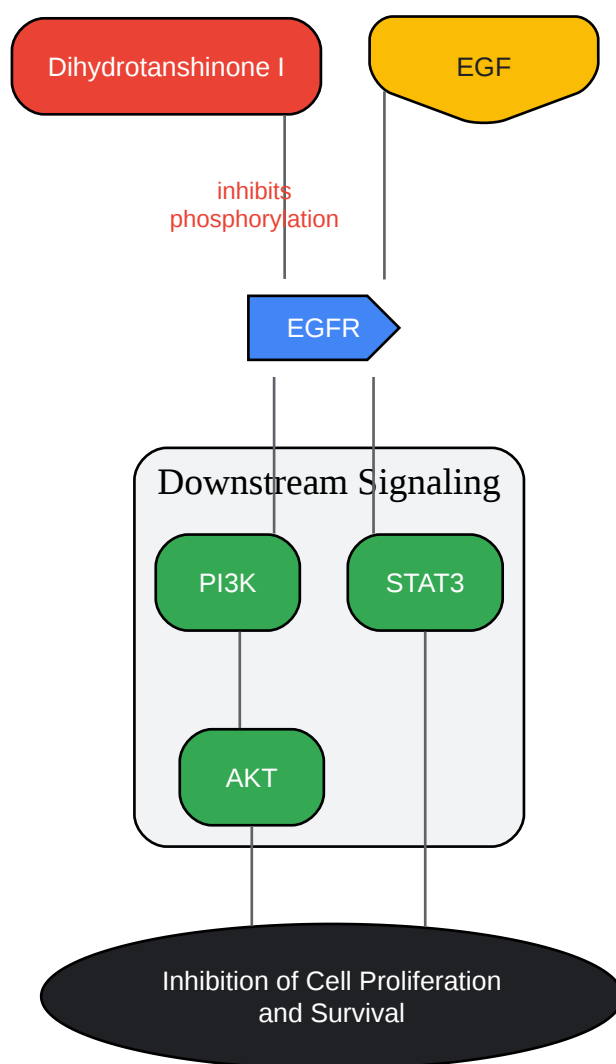 Dihydrotanshinone I
EGF
inhibits
phosphorylation
EGFR
Downstream Signaling
PI3K
STAT3
AKT
Inhibition of Cell Proliferation
and Survival